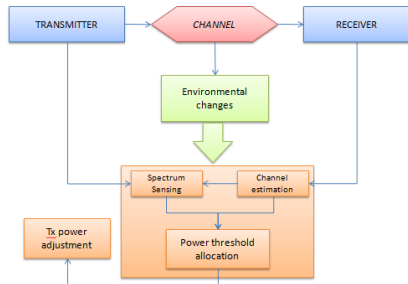 TRANSMITTER
CHANNEL
RECEIVER
Environmental
changes
Spectrum
Sensing
Channel
estimation
Tx power
adjustment
Power threshold
allocation